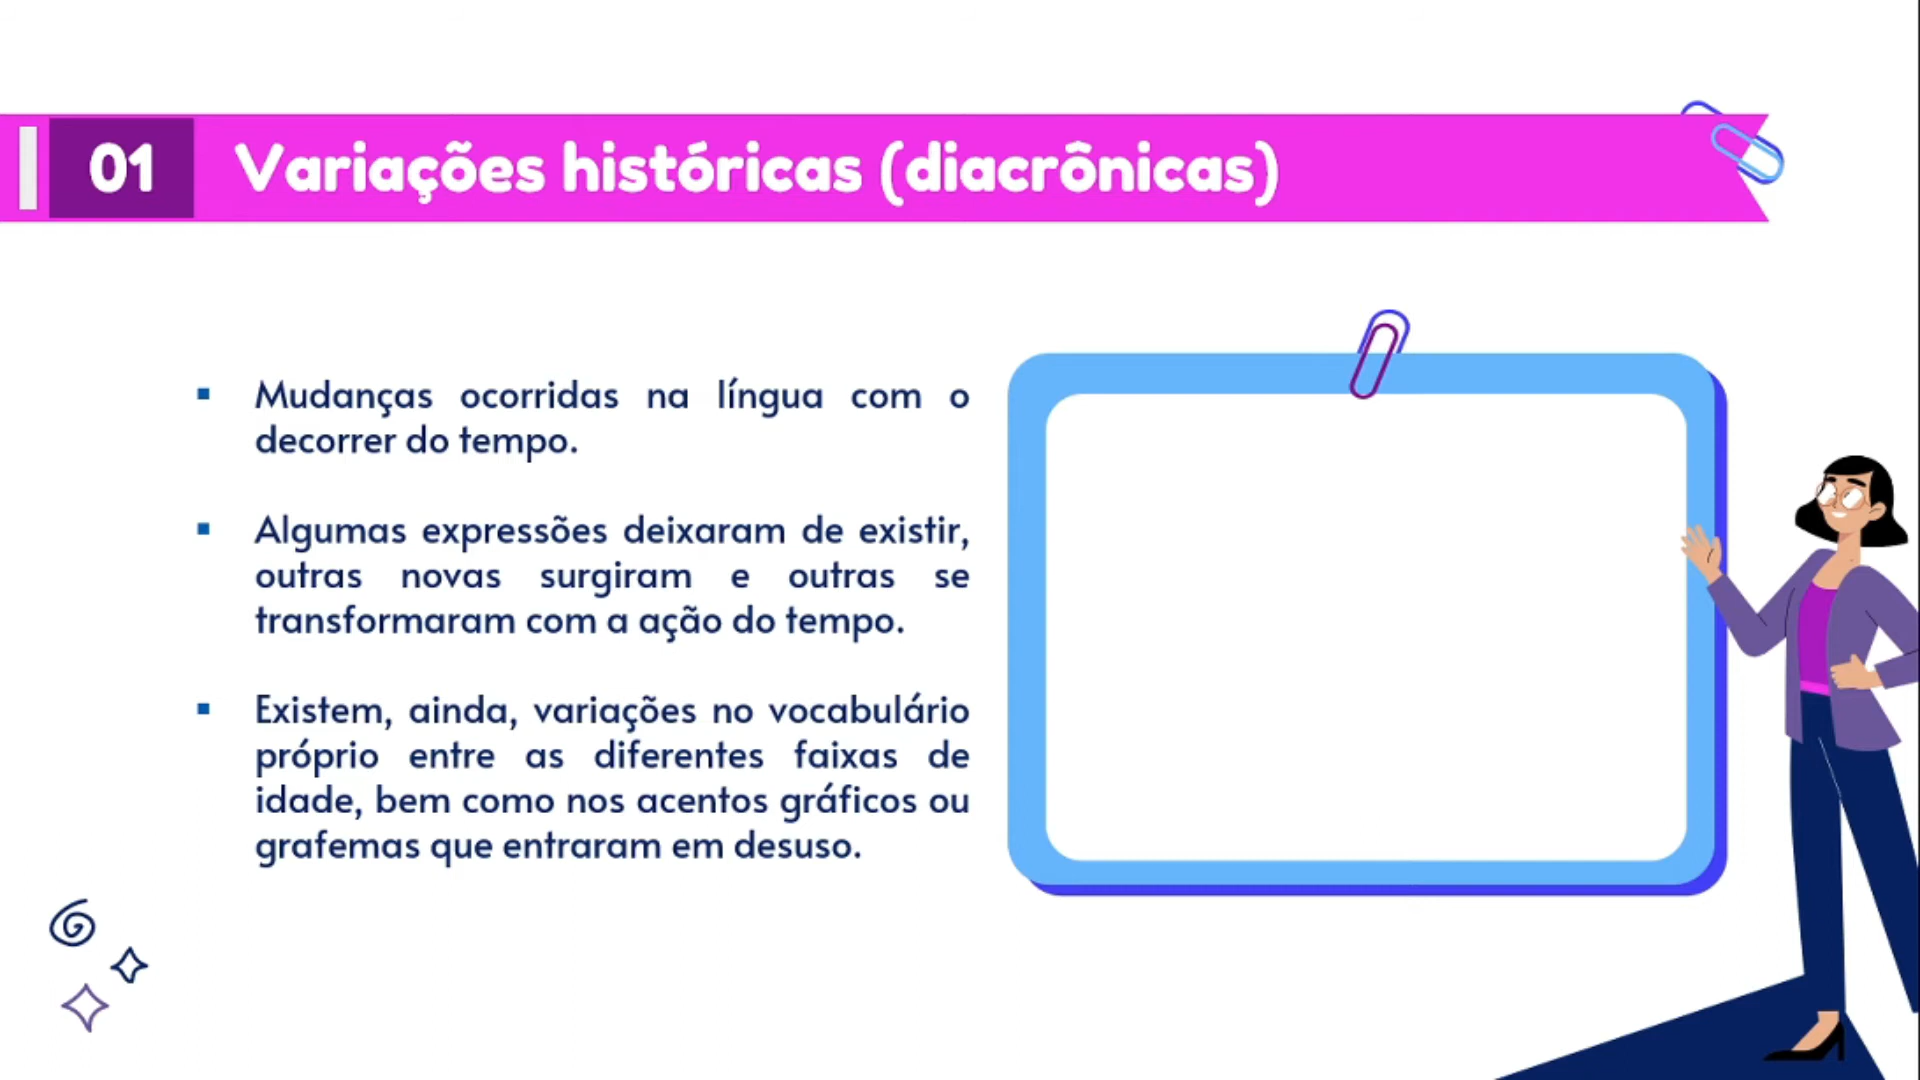 01 Variações históricas (diacrônicas)
Mudanças ocorridas na língua com o
decorrer do tempo.
Algumas expressões deixaram de existir,
outras novas surgiram e outras se
transformaram com a ação do tempo.
Existem, ainda, variações no vocabulário
próprio entre as diferentes faixas de
idade, bem como nos acentos gráficos ou
grafemas que entraram em desuso.